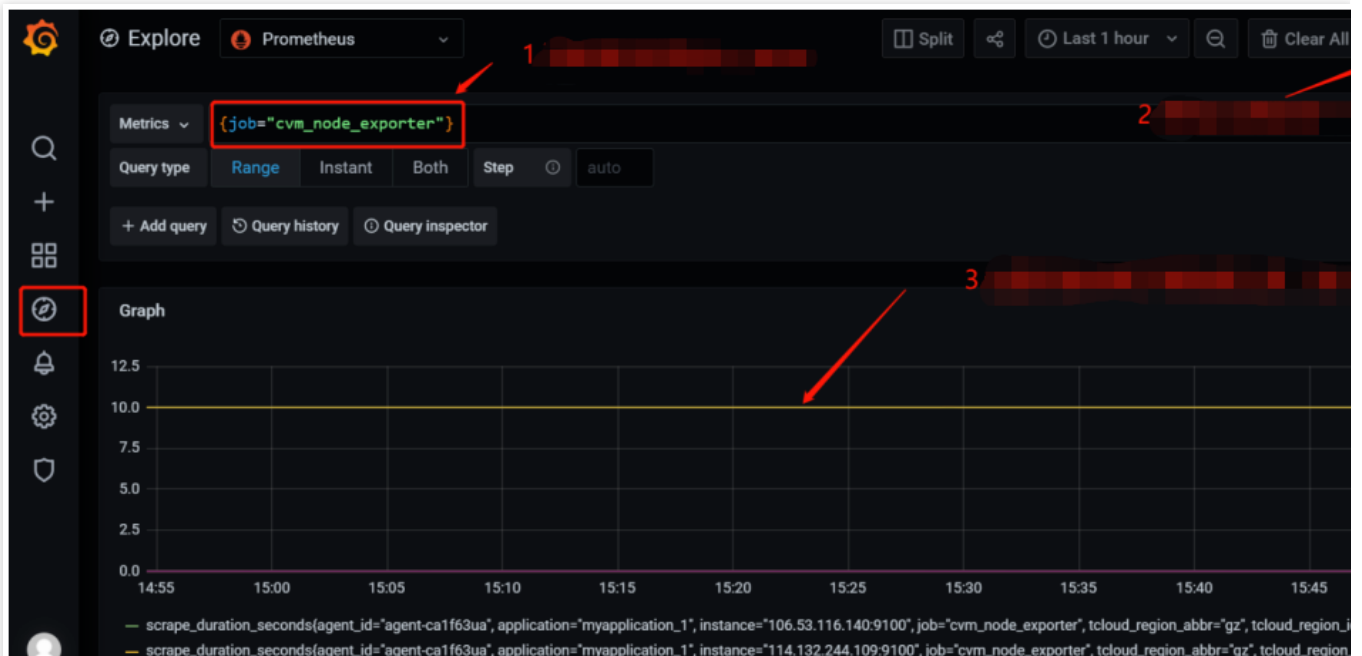 Explore Prometheus Split Last 1 hour Clear All
1
2
Metrics {job="cvm_node_exporter"}
Query type Range Instant Both Step auto
+ Add query Query history Query inspector
3
Graph
12.5
10.0
7.5
5.0
2.5
0.0
14:55 15:00 15:05 15:10 15:15 15:20 15:25 15:30 15:35 15:40 15:45
scrape_duration_seconds{agent_id="agent-ca1f63ua", application="myapplication_1", instance="106.53.116.140:9100", job="cvm_node_exporter", tcloud_region_abbr="gz", tcloud_region_i
scrape_duration_seconds{agent_id="agent-ca1f63ua", application="myapplication_1", instance="114.132.244.109:9100", job="cvm_node_exporter", tcloud_region_abbr="gz", tcloud_region